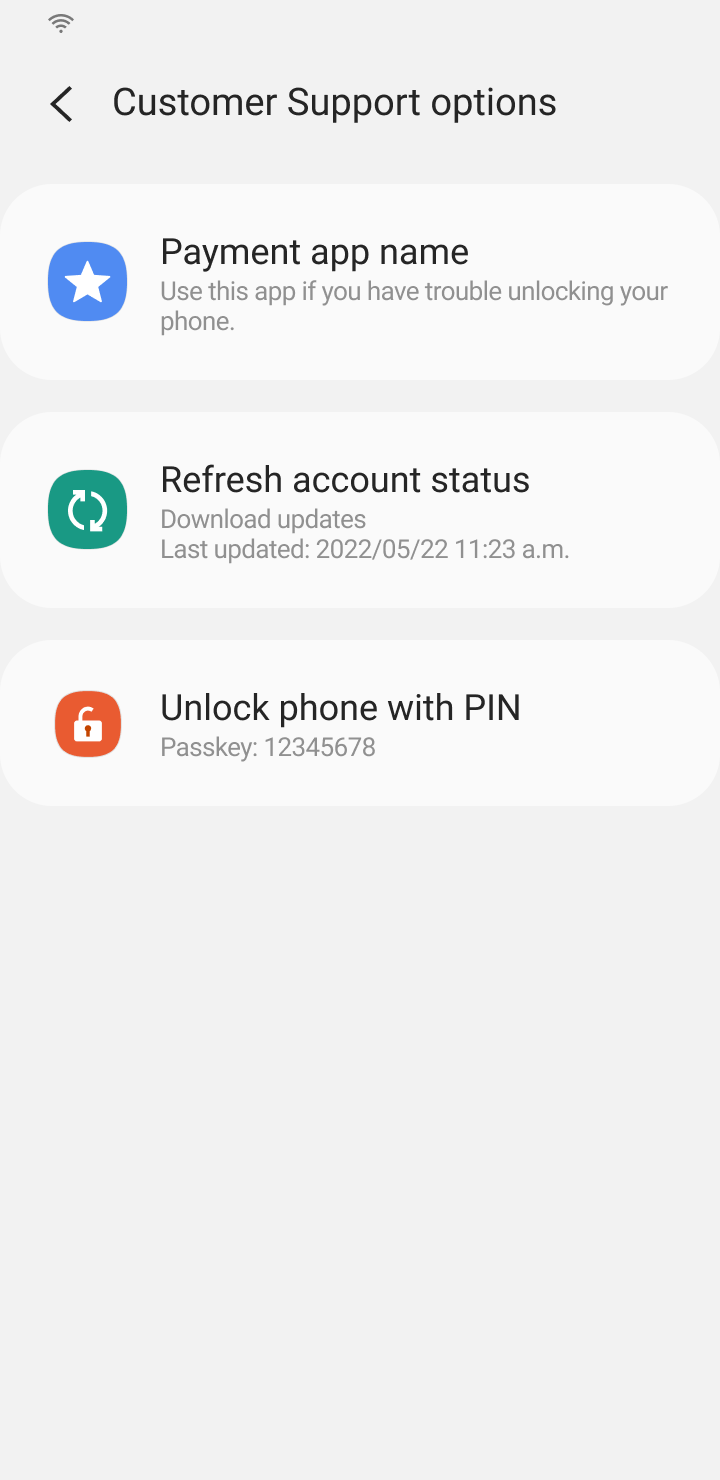 Customer Support options
Payment app name
Use this app if you have trouble unlocking your
phone.
Refresh account status
Download updates
Last updated: 2022/05/22 11:23 a.m.
Unlock phone with PIN
Passkey: 12345678